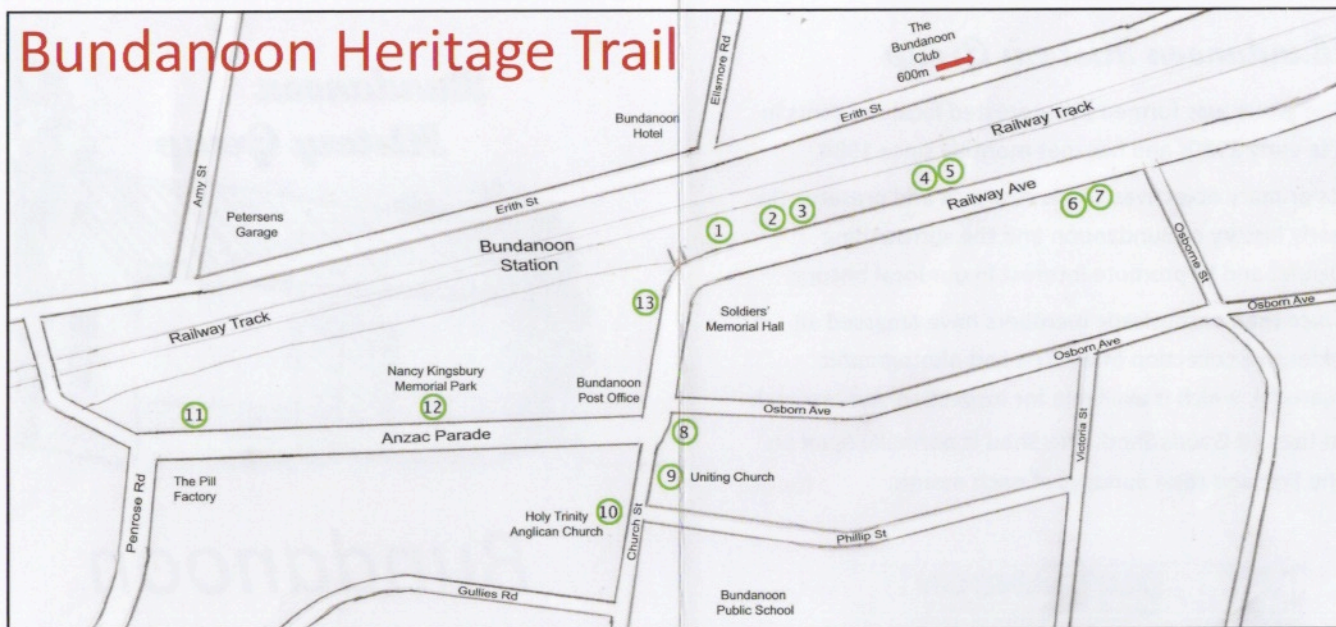 Bundanoon Heritage Trail
Ellsmore Rd
The
Bundanoon
Club
600m
Erith St
Railway Track
Bundanoon
Hotel
Amy St
Petersens
Garage
Erith St
Bundanoon
Station
1
2
3
4
5
Railway Ave
6
7
Osborne St
Osborn Ave
Railway Track
13
Soldiers'
Memorial Hall
Osborn Ave
Nancy Kingsbury
Memorial Park
Bundanoon
Post Office
11
12
Anzac Parade
Osborn Ave
8
Victoria St
The Pill
Factory
Penrose Rd
9
Uniting Church
10
Holy Trinity
Anglican Church
Church St
Phillip St
Gullies Rd
Bundanoon
Public School